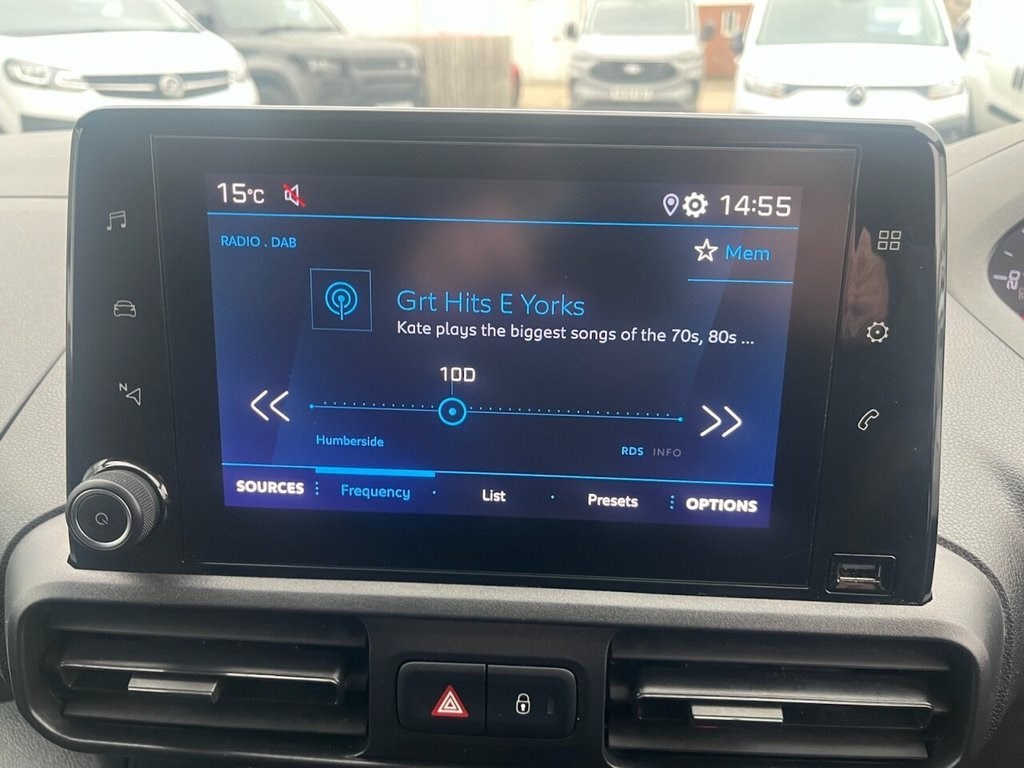 15°C
14:55
RADIO . DAB
Mem
Grt Hits E Yorks
Kate plays the biggest songs of the 70s, 80s ...
10D
Humberside
RDS INFO
SOURCES
Frequency
List
Presets
OPTIONS
N